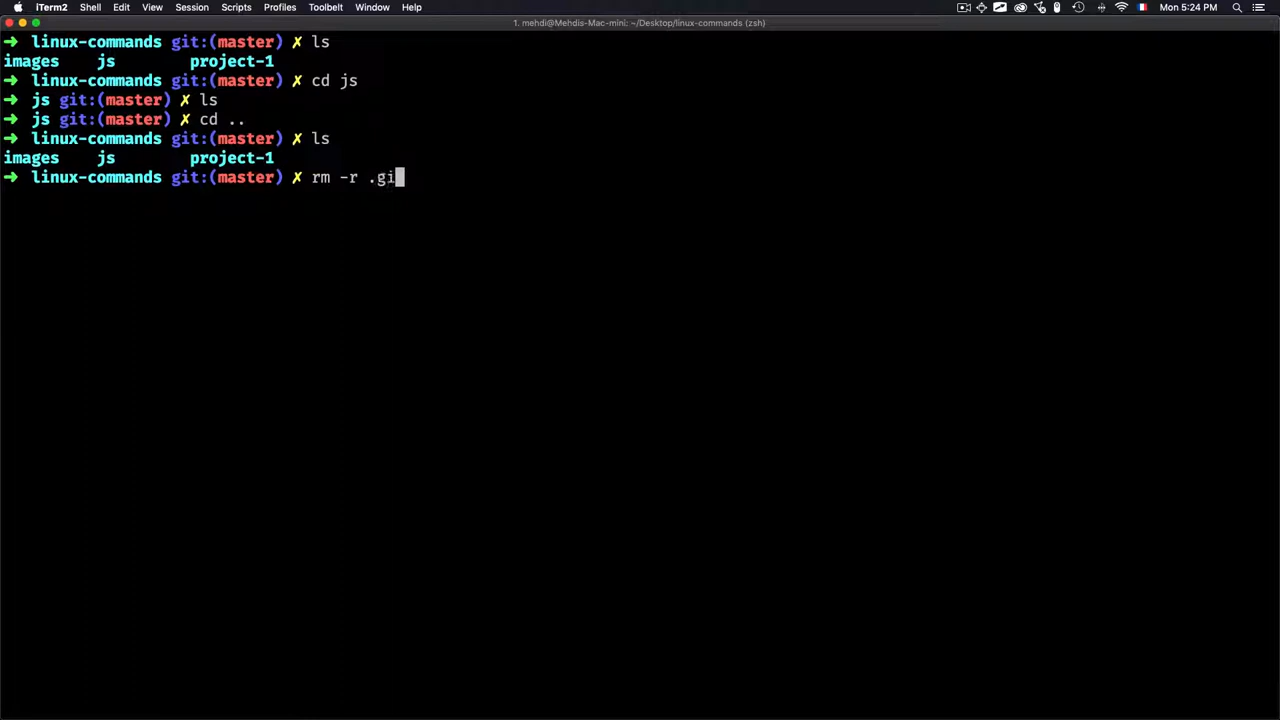 iTerm2 Shell Edit View Session Scripts Profiles Toolbelt Window Help Mon 5:24 PM
1. mehdi@Mehdis-Mac-mini: ~/Desktop/linux-commands (zsh)
➜ linux-commands git:(master) ✗ ls
images js project-1
➜ linux-commands git:(master) ✗ cd js
➜ js git:(master) ✗ ls
➜ js git:(master) ✗ cd ..
➜ linux-commands git:(master) ✗ ls
images js project-1
➜ linux-commands git:(master) ✗ rm -r .gi